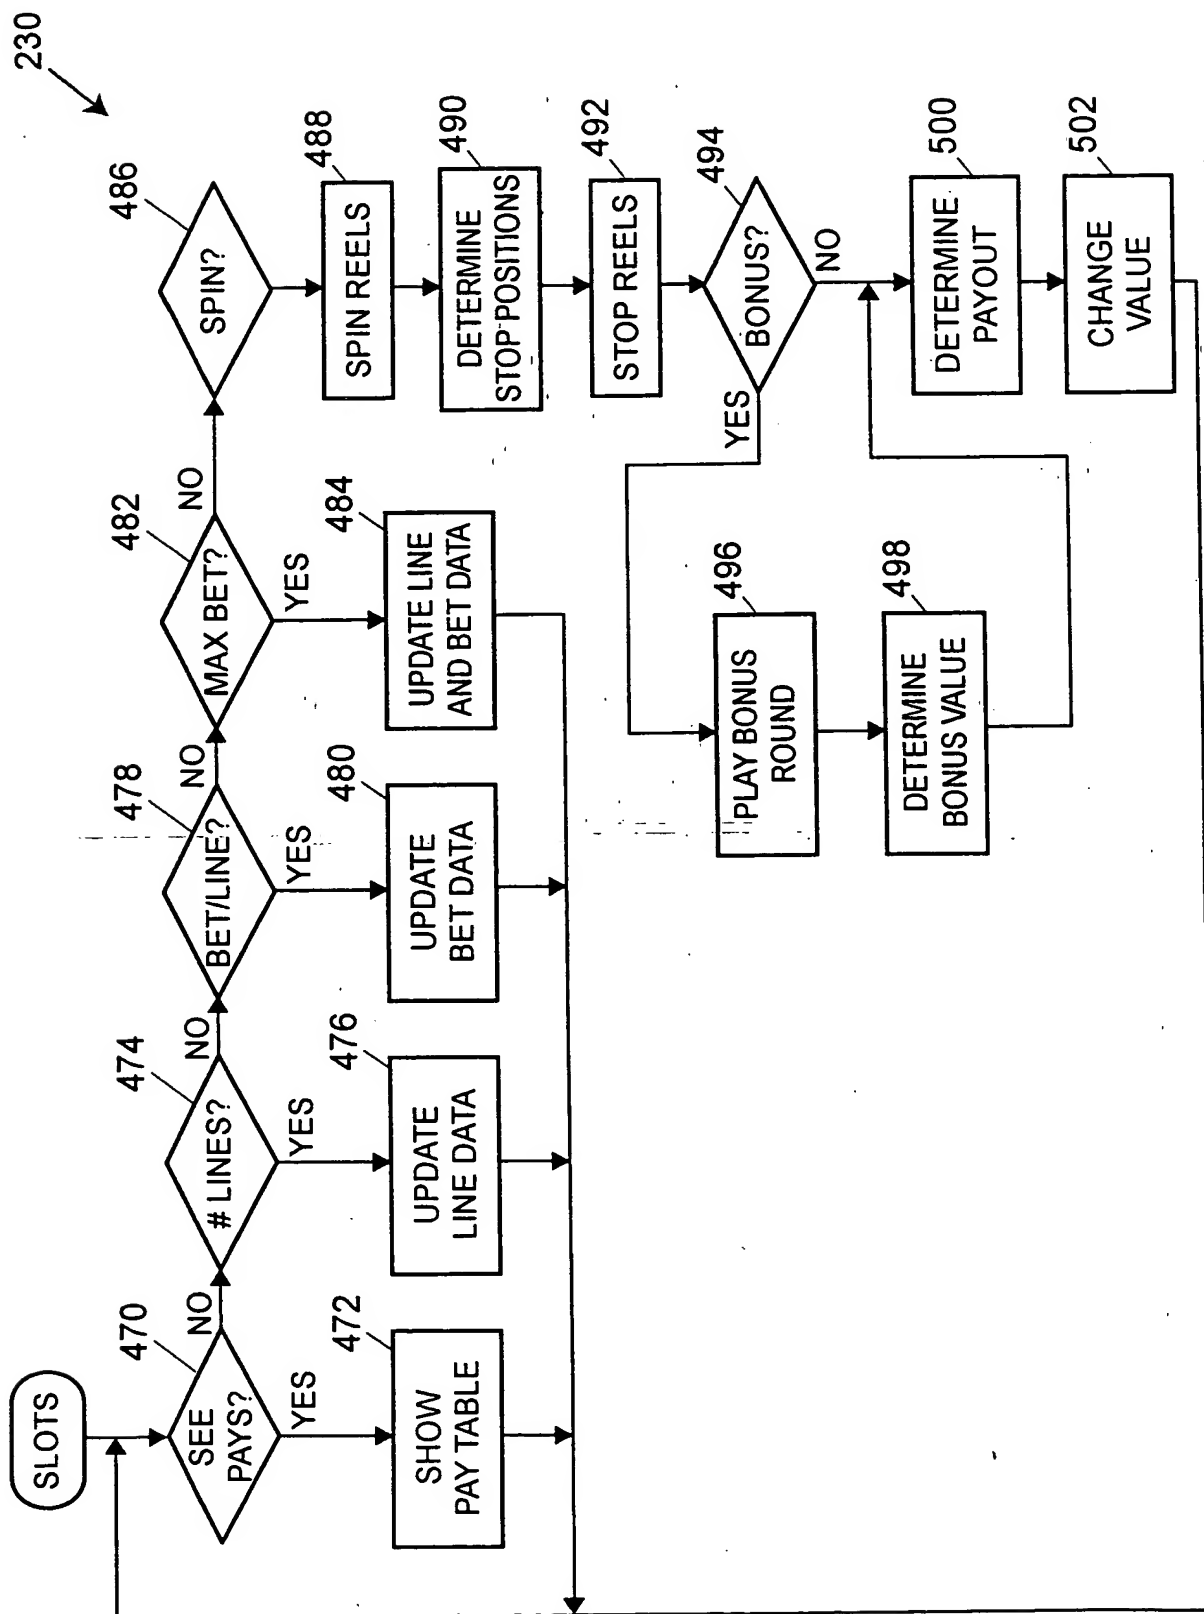 230
SLOTS
470
SEE
PAYS?
NO
YES
472
SHOW
PAY TABLE
474
# LINES?
NO
YES
476
UPDATE
LINE DATA
478
BET/LINE?
NO
YES
480
UPDATE
BET DATA
482
MAX BET?
NO
YES
484
UPDATE LINE
AND BET DATA
486
SPIN?
488
SPIN REELS
490
DETERMINE
STOP POSITIONS
492
STOP REELS
494
BONUS?
YES
NO
496
PLAY BONUS
ROUND
498
DETERMINE
BONUS VALUE
500
DETERMINE
PAYOUT
502
CHANGE
VALUE